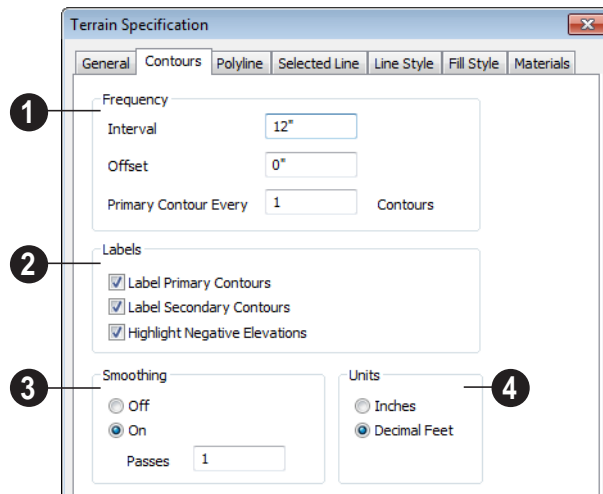 Terrain Specification
General Contours Polyline Selected Line Line Style Fill Style Materials
1
Frequency
Interval 12"
Offset 0"
Primary Contour Every 1 Contours
2
Labels
Label Primary Contours
Label Secondary Contours
Highlight Negative Elevations
3
Smoothing
Off
On
Passes 1
Units
4
Inches
Decimal Feet